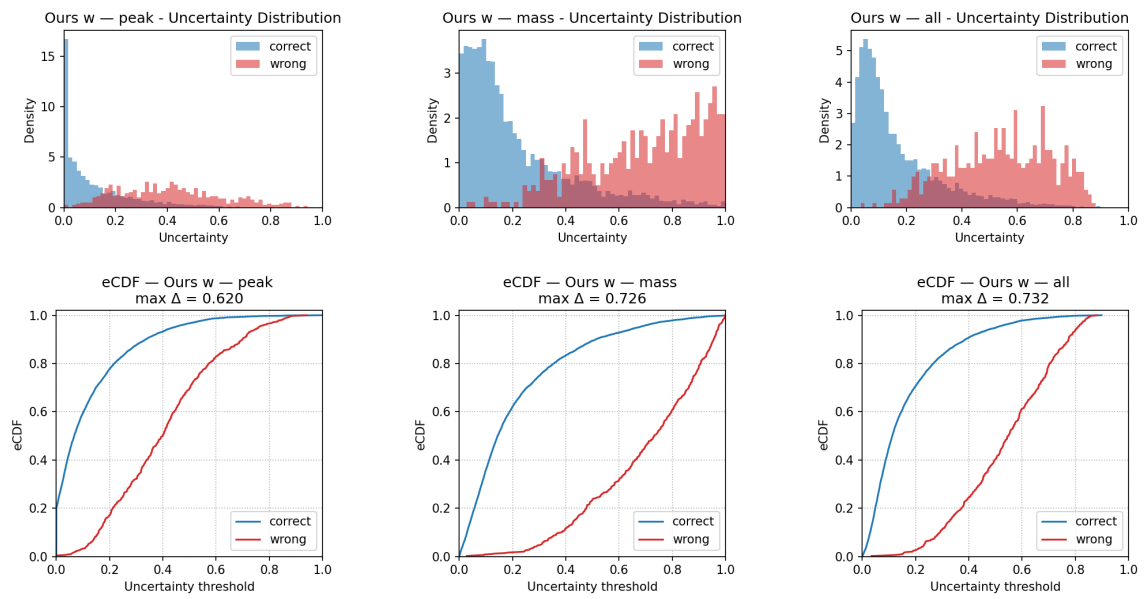 Ours w — peak - Uncertainty Distribution
correct
wrong
Density
15
10
5
0
0.0 0.2 0.4 0.6 0.8 1.0
Uncertainty
Ours w — mass - Uncertainty Distribution
correct
wrong
Density
3
2
1
0
0.0 0.2 0.4 0.6 0.8 1.0
Uncertainty
Ours w — all - Uncertainty Distribution
correct
wrong
Density
5
4
3
2
1
0
0.0 0.2 0.4 0.6 0.8 1.0
Uncertainty
eCDF — Ours w — peak
max Δ = 0.620
eCDF
1.0
0.8
0.6
0.4
0.2
0.0
correct
wrong
0.0 0.2 0.4 0.6 0.8 1.0
Uncertainty threshold
eCDF — Ours w — mass
max Δ = 0.726
eCDF
1.0
0.8
0.6
0.4
0.2
0.0
correct
wrong
0.0 0.2 0.4 0.6 0.8 1.0
Uncertainty threshold
eCDF — Ours w — all
max Δ = 0.732
eCDF
1.0
0.8
0.6
0.4
0.2
0.0
correct
wrong
0.0 0.2 0.4 0.6 0.8 1.0
Uncertainty threshold